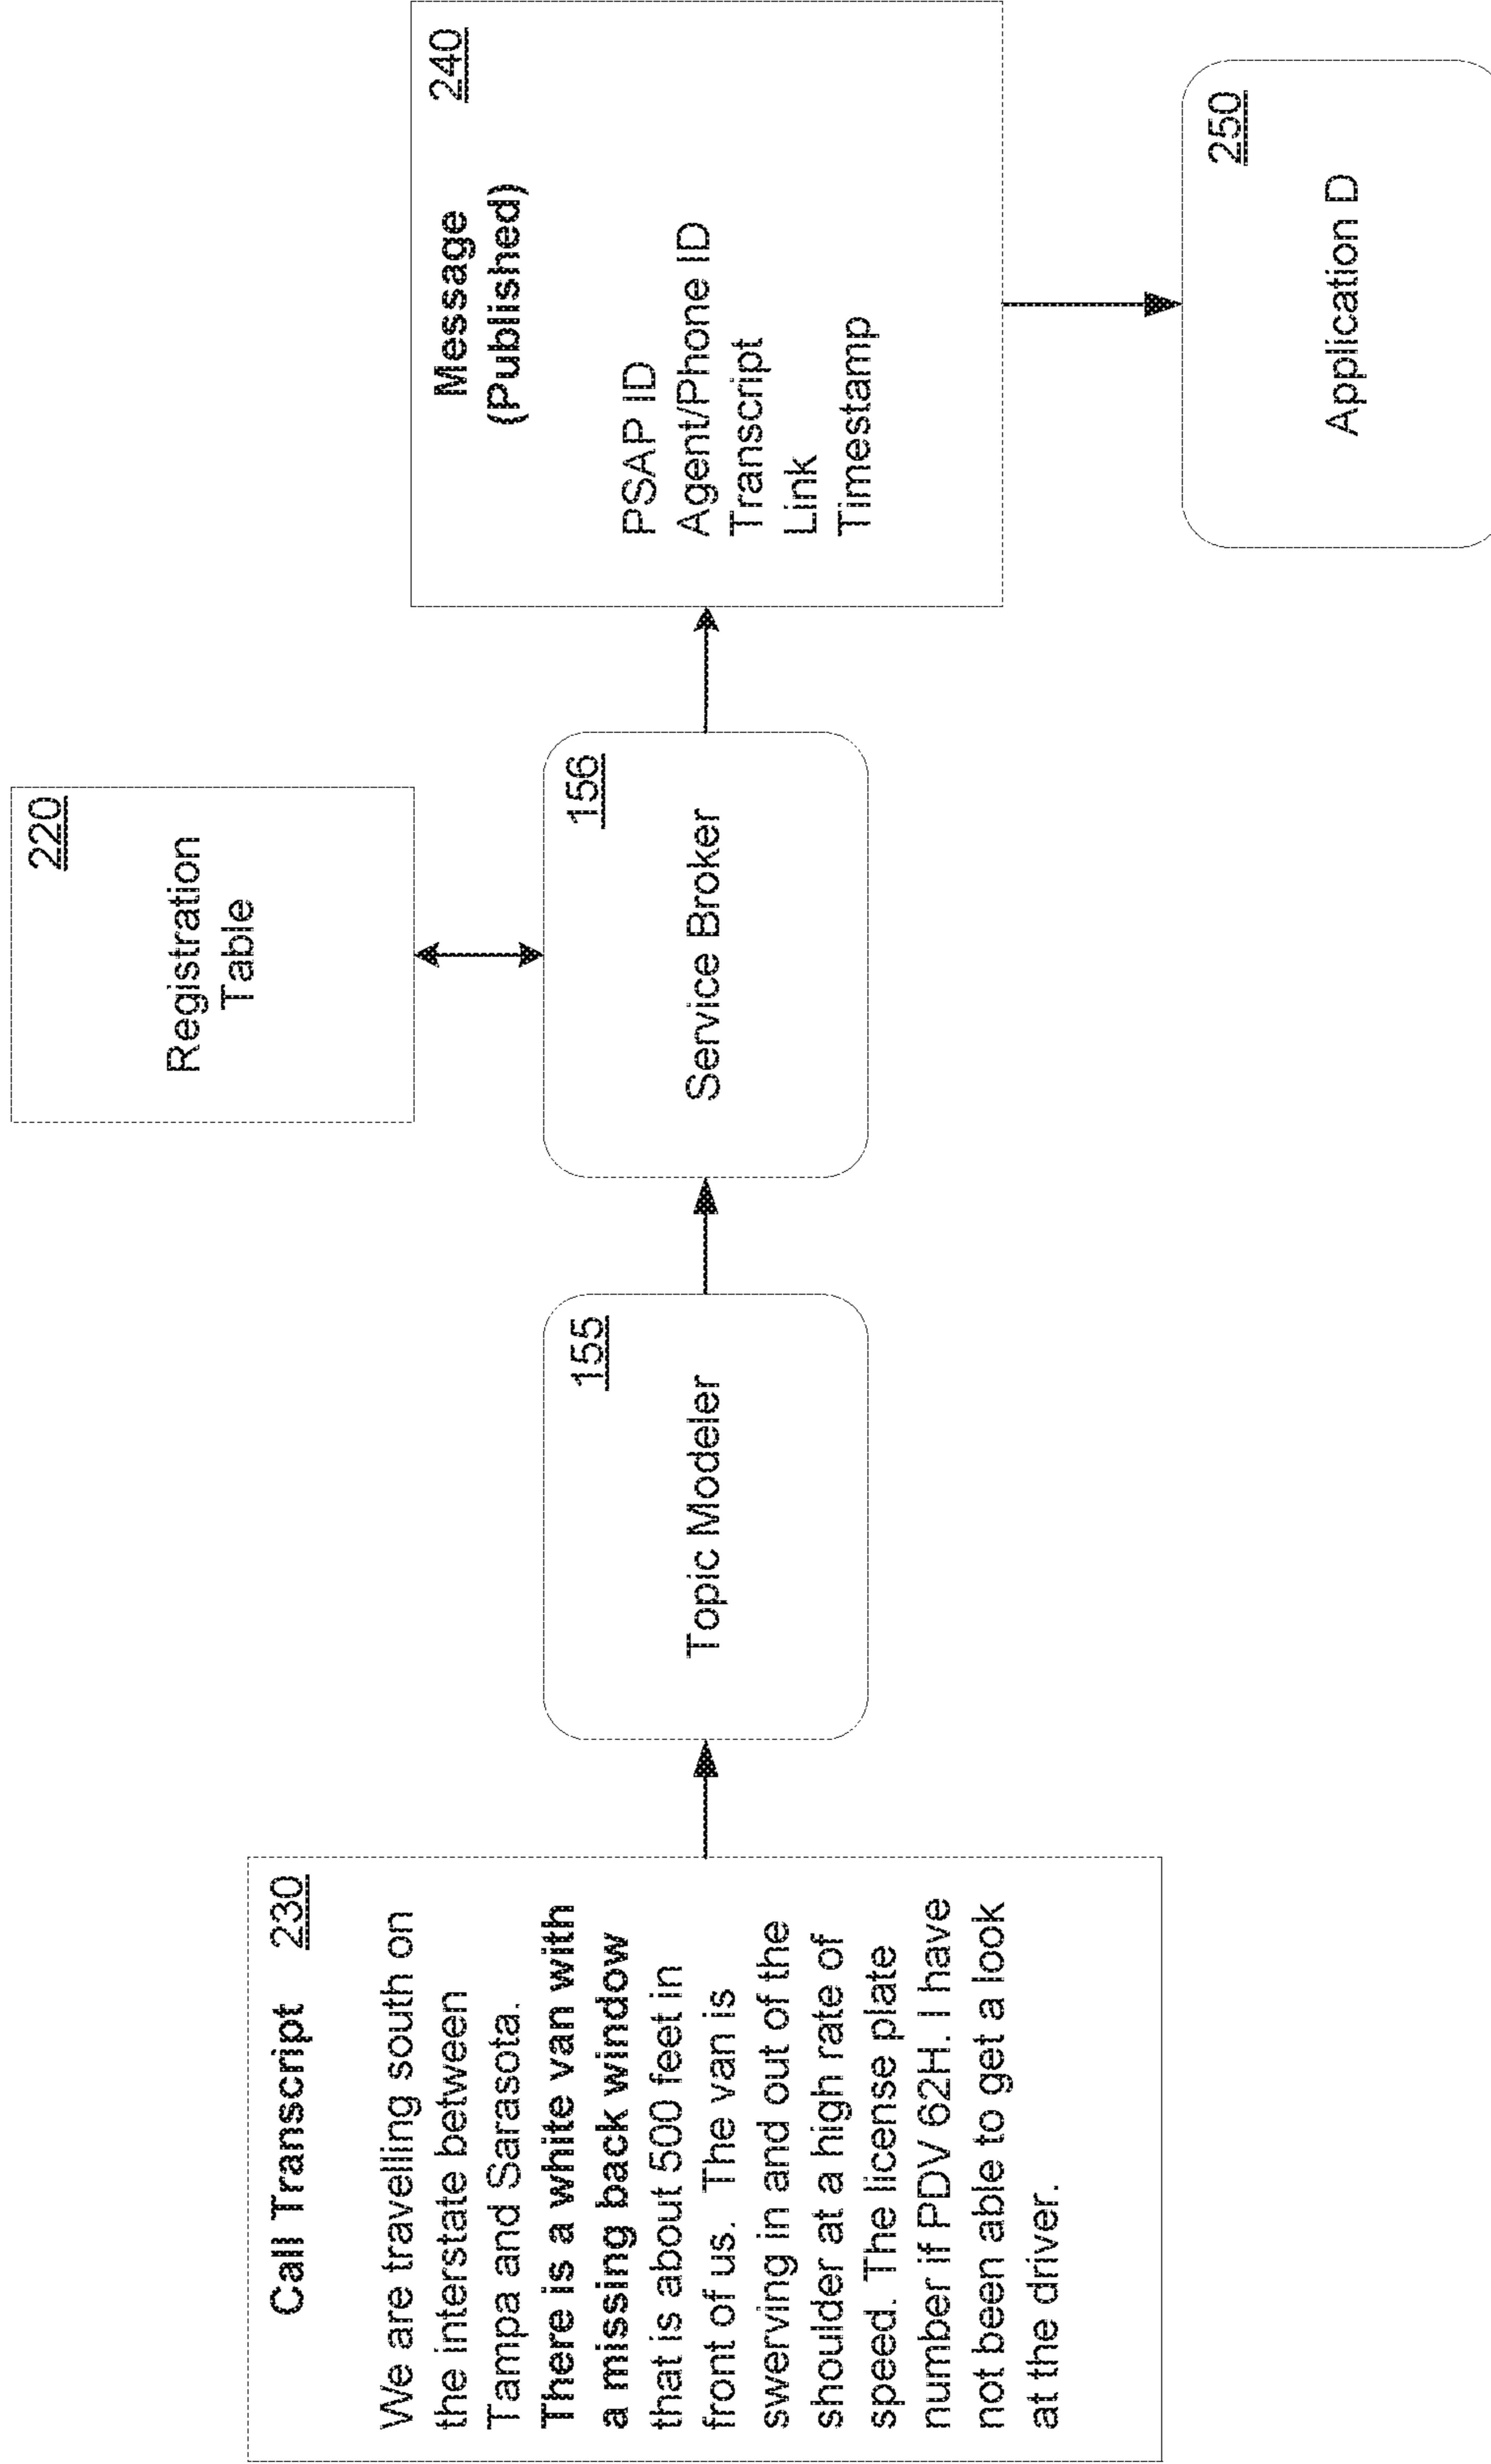 Call Transcript 230
We are travelling south on
the interstate between
Tampa and Sarasota.
There is a white van with
a missing back window
that is about 500 feet in
front of us. The van is
swerving in and out of the
shoulder at a high rate of
speed. The license plate
number if PDV 62H. I have
not been able to get a look
at the driver.
155
Topic Modeler
220
Registration
Table
156
Service Broker
240
Message
(Published)
PSAP ID
Agent/Phone ID
Transcript
Link
Timestamp
250
Application D